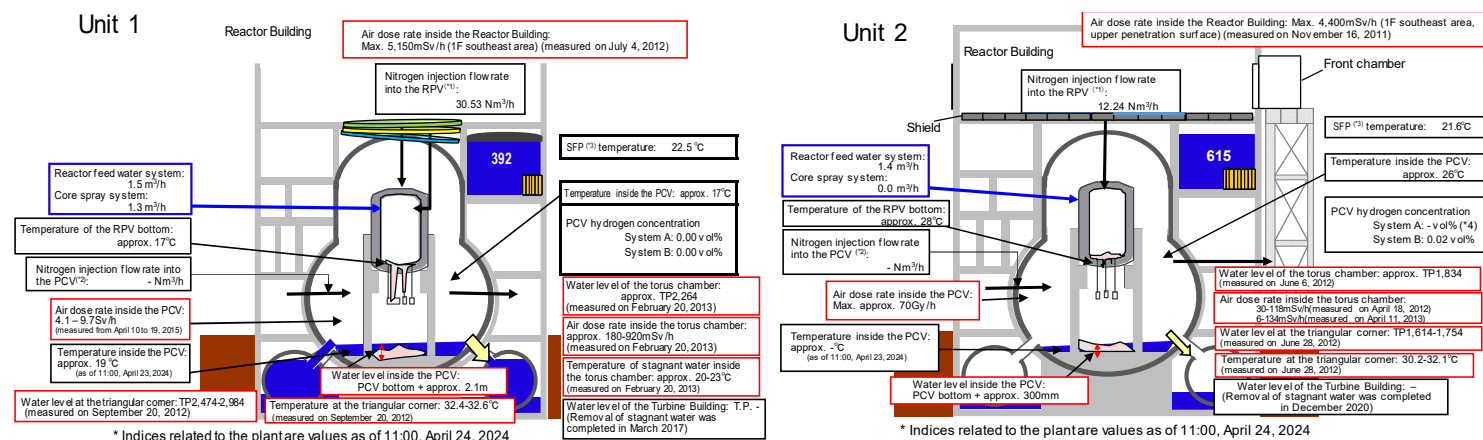 Unit 1
Reactor Building
Air dose rate inside the Reactor Building:
Max. 5,150mSv/h (1F southeast area) (measured on July 4, 2012)
Nitrogen injection flow rate
into the RPV(*1):
30.53 Nm3/h
392
SFP (*3) temperature: 22.5 °C
Reactor feed water system:
1.5 m3/h
Core spray system:
1.3 m3/h
Temperature inside the PCV: approx. 17°C
PCV hydrogen concentration
System A: 0.00 vol%
System B: 0.00 vol%
Temperature of the RPV bottom:
approx. 17°C
Nitrogen injection flow rate into
the PCV(*2):
- Nm3/h
Water level of the torus chamber:
approx. TP2,264
(measured on February 20, 2013)
Air dose rate inside the PCV:
4.1 – 9.7Sv/h
(measured from April 10 to 19, 2015)
Air dose rate inside the torus chamber:
approx. 180-920mSv/h
(measured on February 20, 2013)
Temperature inside the PCV:
approx. 19 °C
(as of 11:00, April 23, 2024)
Water level inside the PCV:
PCV bottom + approx. 2.1m
Temperature of stagnant water inside
the torus chamber: approx. 20-23°C
(measured on February 20, 2013)
Water level at the triangular corner: TP2,474-2,984
(measured on September 20, 2012)
Temperature at the triangular corner: 32.4-32.6°C
(measured on September 20, 2012)
Water level of the Turbine Building: T.P. -
(Removal of stagnant water was
completed in March 2017)
* Indices related to the plant are values as of 11:00, April 24, 2024
Unit 2
Reactor Building
Air dose rate inside the Reactor Building: Max. 4,400mSv/h (1F southeast area,
upper penetration surface) (measured on November 16, 2011)
Front chamber
Nitrogen injection flow rate
into the RPV (*1):
12.24 Nm3/h
Shield
615
SFP (*3) temperature: 21.6°C
Reactor feed water system:
1.4 m3/h
Core spray system:
0.0 m3/h
Temperature inside the PCV:
approx. 26°C
Temperature of the RPV bottom:
approx. 28°C
PCV hydrogen concentration
System A: - vol% (*4)
System B: 0.02 vol%
Nitrogen injection flow rate
into the PCV (*2):
- Nm3/h
Water level of the torus chamber: approx. TP1,834
(measured on June 6, 2012)
Air dose rate inside the PCV:
Max. approx. 70Gy/h
Air dose rate inside the torus chamber:
30-118mSv/h(measured on April 18, 2012)
6-134mSv/h(measured on April 11, 2013)
Temperature inside the PCV:
approx. -°C
(as of 11:00, April 23, 2024)
Water level at the triangular corner: TP1,614-1,754
(measured on June 28, 2012)
Temperature at the triangular corner: 30.2-32.1°C
(measured on June 28, 2012)
Water level inside the PCV:
PCV bottom + approx. 300mm
Water level of the Turbine Building: –
(Removal of stagnant water was completed
in December 2020)
* Indices related to the plant are values as of 11:00, April 24, 2024